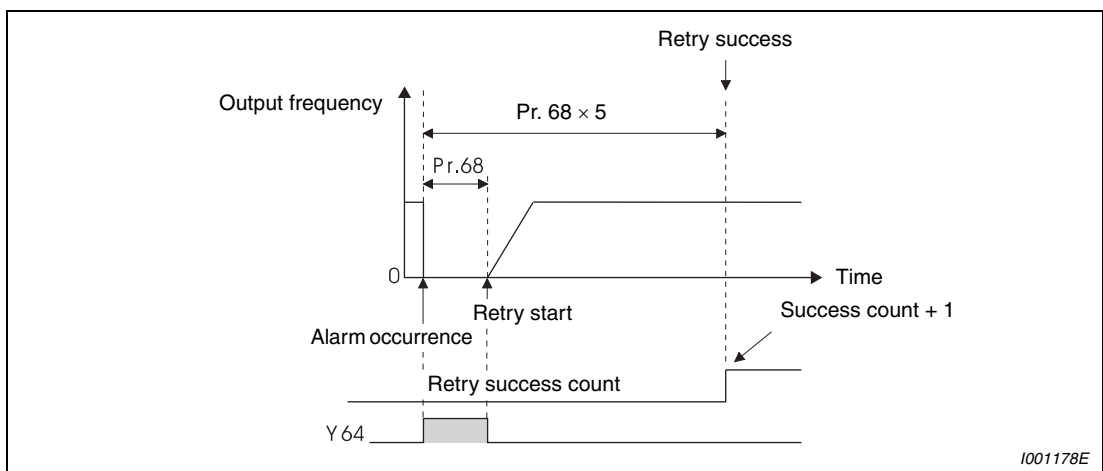 Retry success
Output frequency
Pr. 68 × 5
Pr.68
0
Time
Retry start
Success count + 1
Alarm occurrence
Retry success count
Y64
I001178E